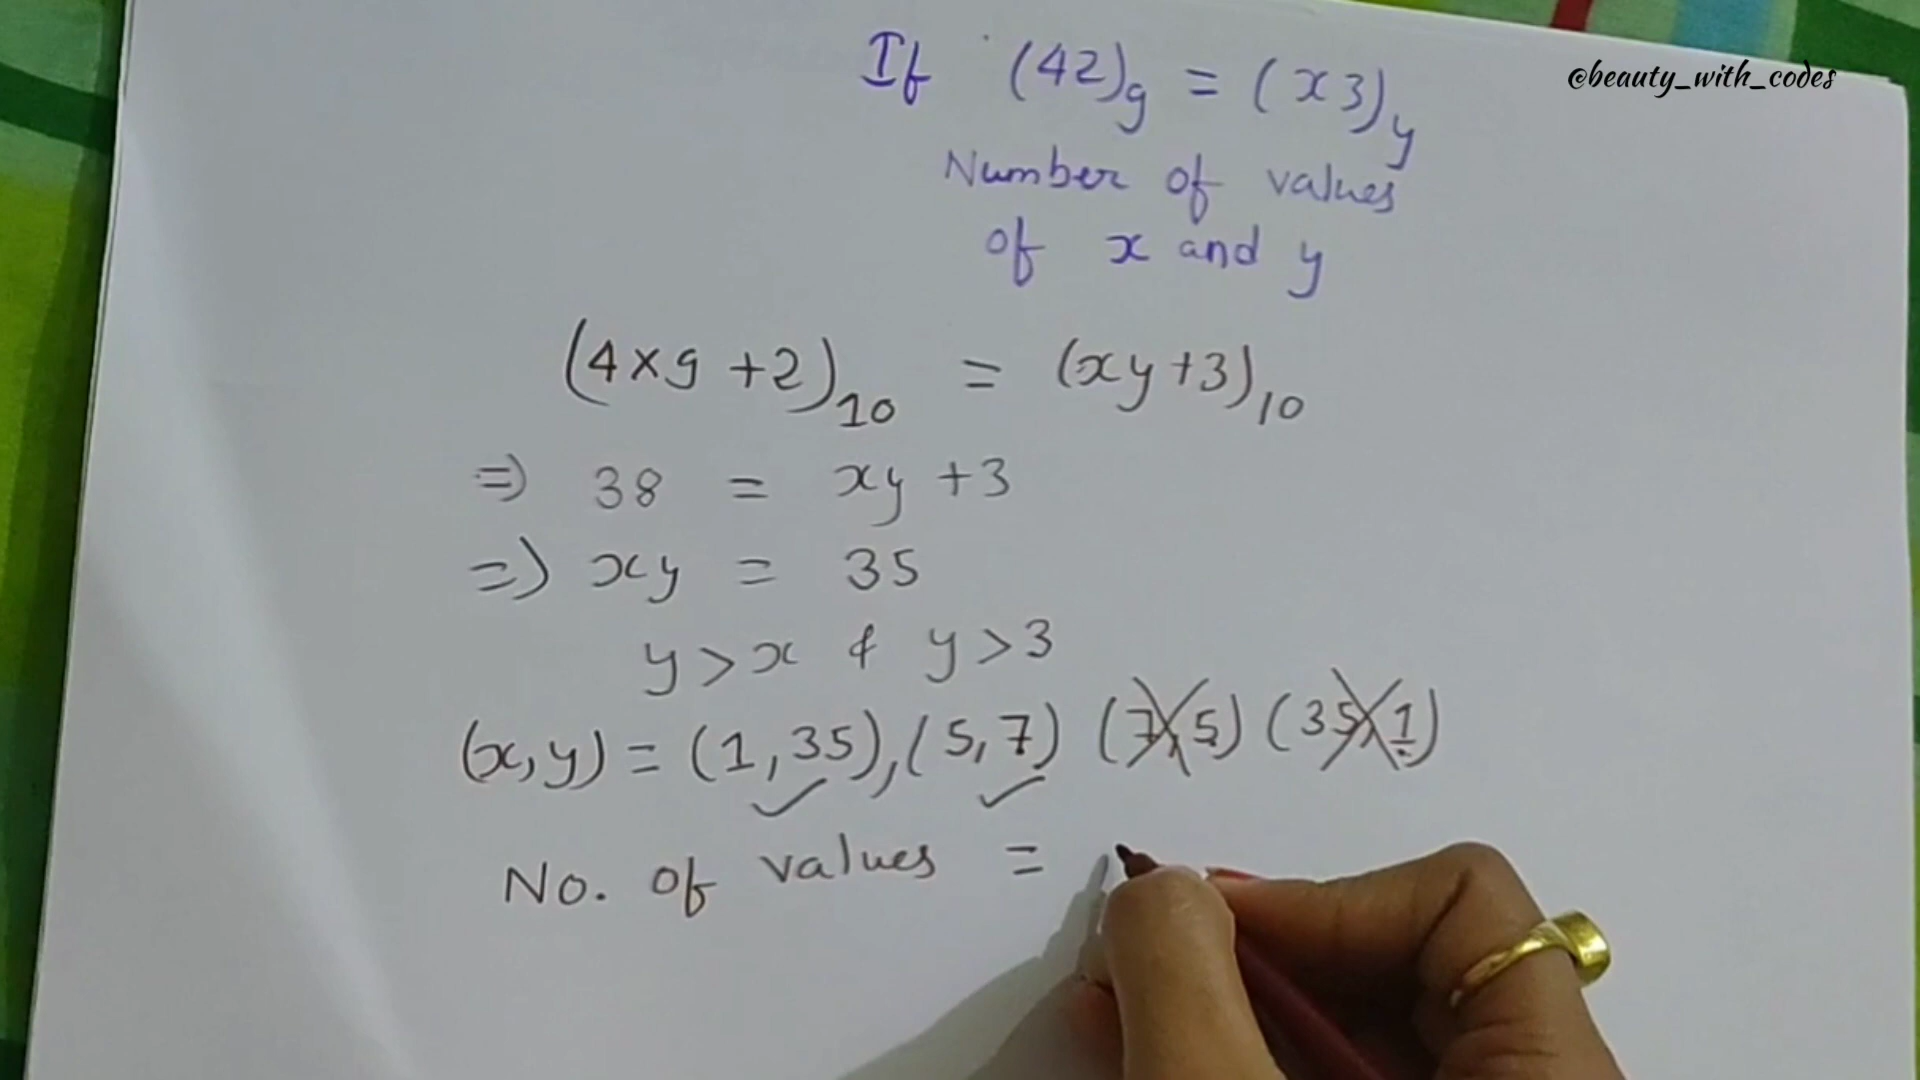 If (42)₉ = (x3)y
@beauty_with_codes
Number of values
of x and y
(4×9+2)₁₀ = (xy+3)₁₀
⇒ 38 = xy+3
⇒ xy = 35
y>x & y>3
(x,y) = (1,35),(5,7) (7,5) (35,1)
No. of values =